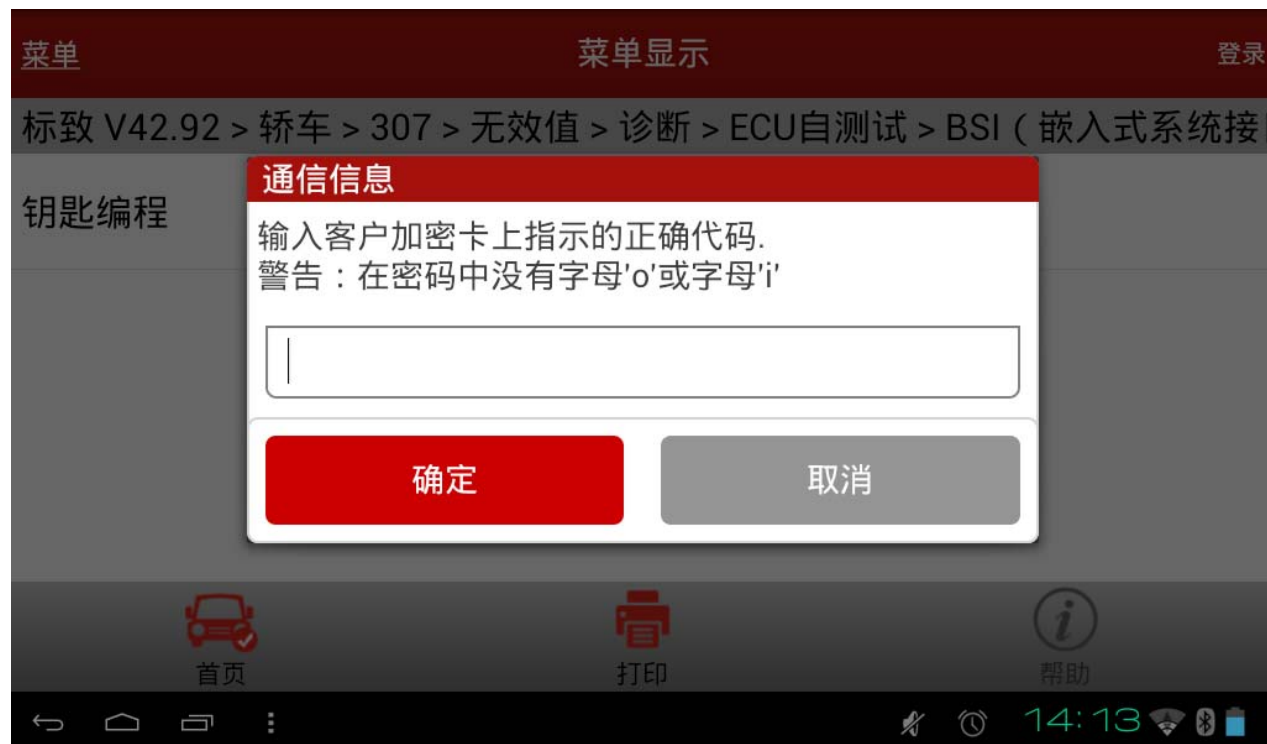 菜单 菜单显示 登录
标致 V42.92 > 轿车 > 307 > 无效值 > 诊断 > ECU自测试 > BSI ( 嵌入式系统接
钥匙编程
通信信息
输入客户加密卡上指示的正确代码.
警告：在密码中没有字母'o'或字母'i'
确定 取消
首页 打印 帮助
14:13